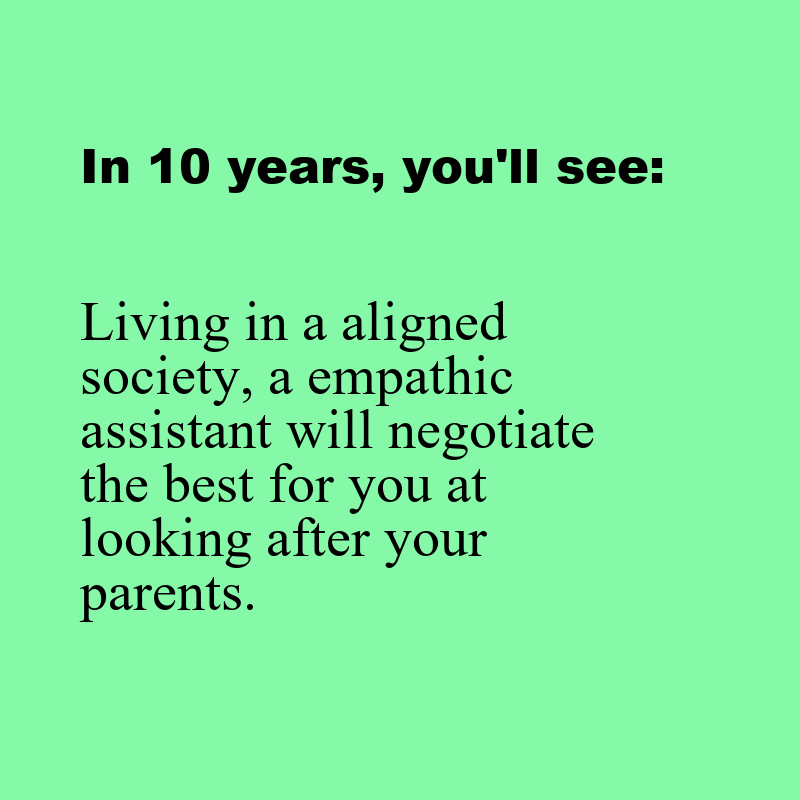 In 10 years, you'll see:
Living in a aligned
society, a empathic
assistant will negotiate
the best for you at
looking after your
parents.